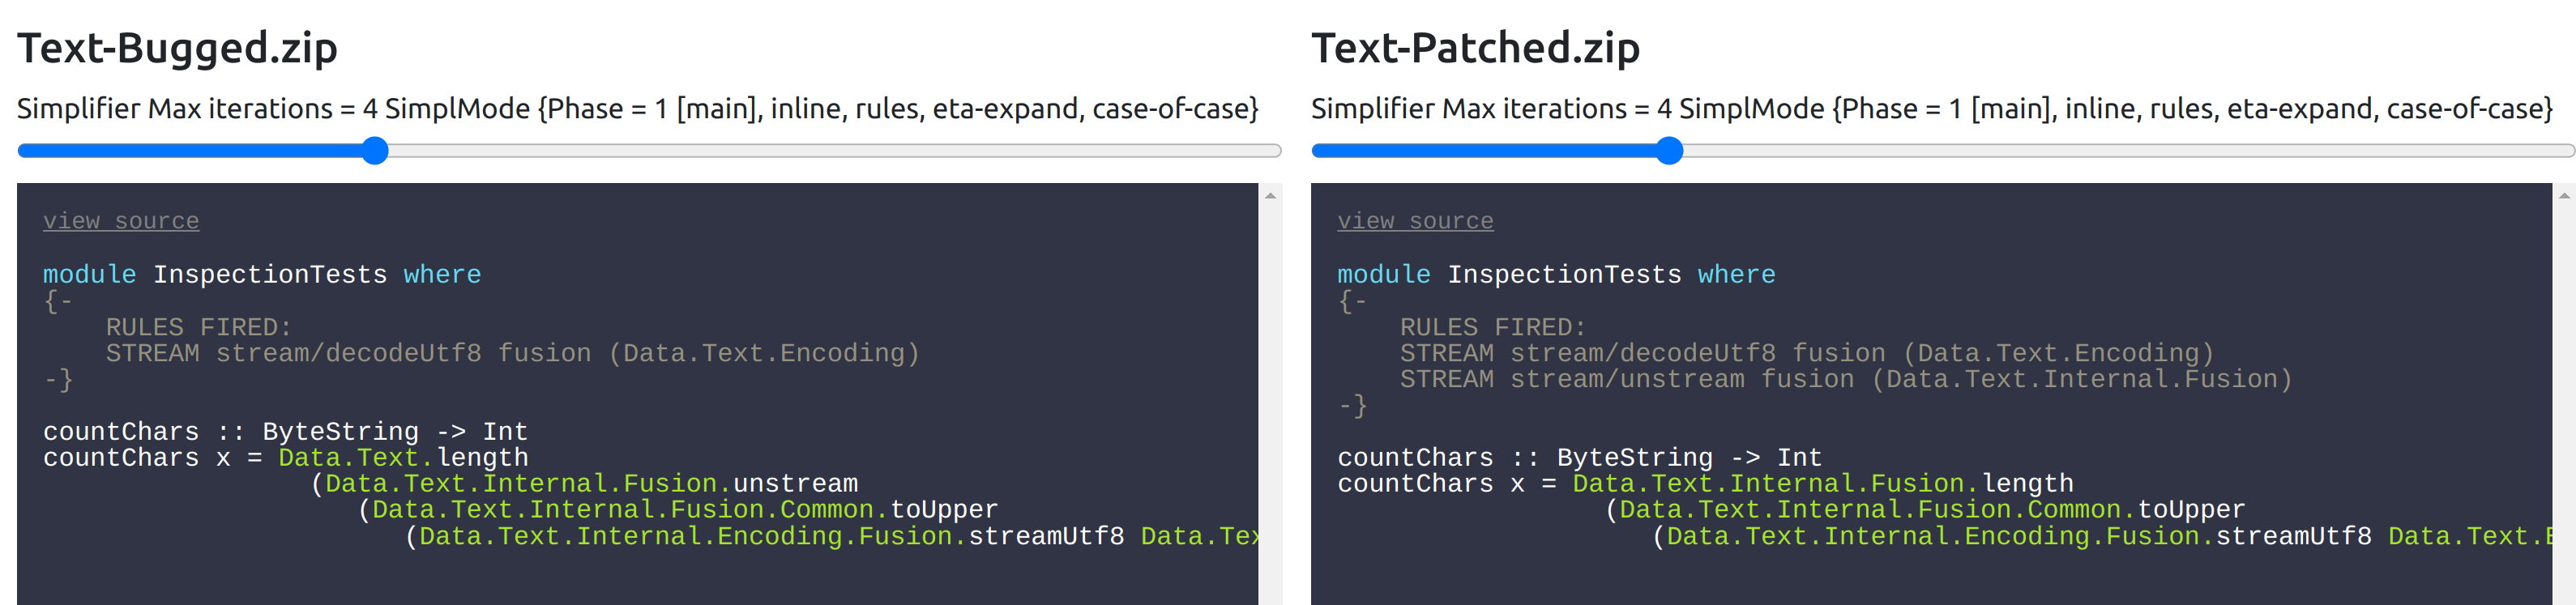 Text-Bugged.zip
Simplifier Max iterations = 4 SimplMode {Phase = 1 [main], inline, rules, eta-expand, case-of-case}
view source
module InspectionTests where
{-
    RULES FIRED:
    STREAM stream/decodeUtf8 fusion (Data.Text.Encoding)
-}
countChars :: ByteString -> Int
countChars x = Data.Text.length
                 (Data.Text.Internal.Fusion.unstream
                    (Data.Text.Internal.Fusion.Common.toUpper
                       (Data.Text.Internal.Encoding.Fusion.streamUtf8 Data.Tex
Text-Patched.zip
Simplifier Max iterations = 4 SimplMode {Phase = 1 [main], inline, rules, eta-expand, case-of-case}
view source
module InspectionTests where
{-
    RULES FIRED:
    STREAM stream/decodeUtf8 fusion (Data.Text.Encoding)
    STREAM stream/unstream fusion (Data.Text.Internal.Fusion)
-}
countChars :: ByteString -> Int
countChars x = Data.Text.Internal.Fusion.length
                 (Data.Text.Internal.Fusion.Common.toUpper
                    (Data.Text.Internal.Encoding.Fusion.streamUtf8 Data.Text.E